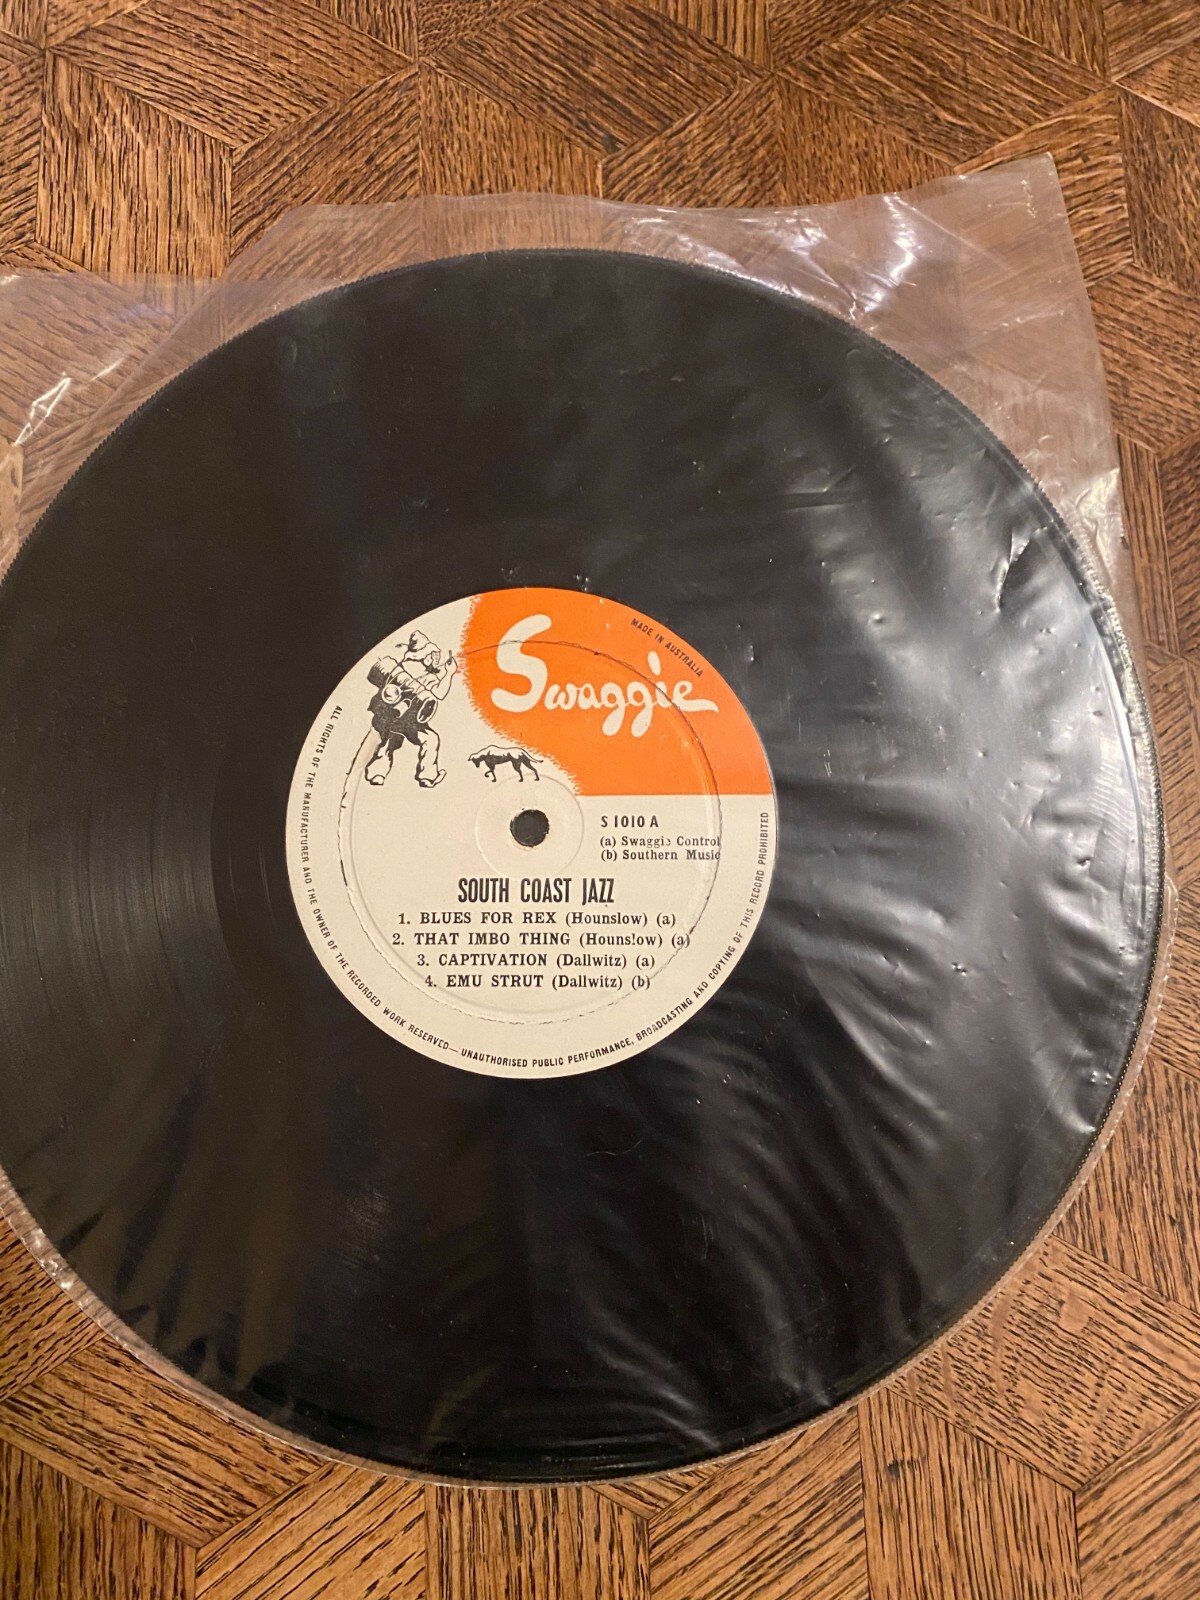 Swaggie
MADE IN AUSTRALIA
S 1010 A
(a) Swaggie Control
(b) Southern Music
SOUTH COAST JAZZ
1. BLUES FOR REX (Hounslow) (a)
2. THAT IMBO THING (Hounslow) (a)
3. CAPTIVATION (Dallwitz) (a)
4. EMU STRUT (Dallwitz) (b)
ALL RIGHTS OF THE MANUFACTURER AND THE OWNER OF THE RECORDED WORK RESERVED—UNAUTHORISED PUBLIC PERFORMANCE, BROADCASTING AND COPYING OF THIS RECORD PROHIBITED